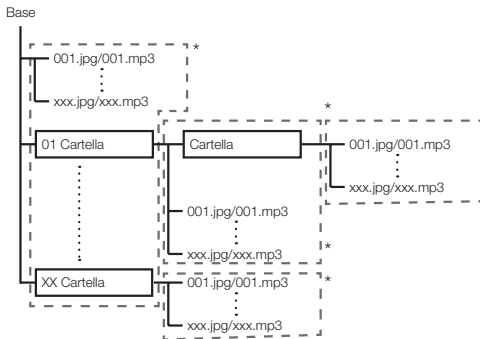 Base
001.jpg/001.mp3
*
xxx.jpg/xxx.mp3
*
01 Cartella
Cartella
001.jpg/001.mp3
xxx.jpg/xxx.mp3
001.jpg/001.mp3
xxx.jpg/xxx.mp3
*
XX Cartella
001.jpg/001.mp3
*
xxx.jpg/xxx.mp3